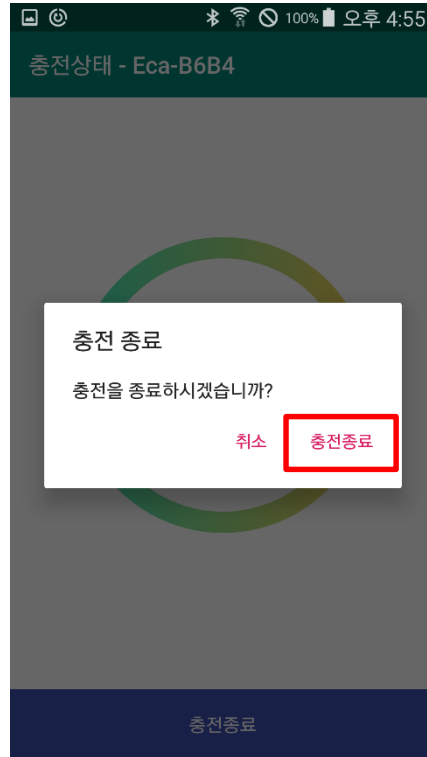 100% 오후 4:55
충전상태 - Eca-B6B4
충전 종료
충전을 종료하시겠습니까?
취소 충전종료
충전종료